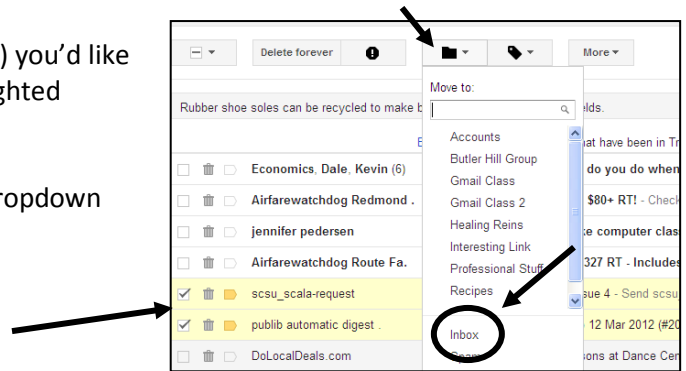 ) you'd like
ghted
ropdown
Delete forever
More
Move to:
Rubber shoe soles can be recycled to make b
lds.
Accounts
Butler Hill Group
Gmail Class
Gmail Class 2
Healing Reins
Interesting Link
Professional Stuff
Recipes
Inbox
E
at have been in Tr
Economics, Dale, Kevin (6)
do you do when
Airfarewatchdog Redmond .
$80+ RT! - Check
jennifer pedersen
e computer clas
Airfarewatchdog Route Fa.
327 RT - Includes
scsu_scala-request
sue 4 - Send scsu_
publib automatic digest .
12 Mar 2012 (#20
DoLocalDeals.com
sons at Dance Cen